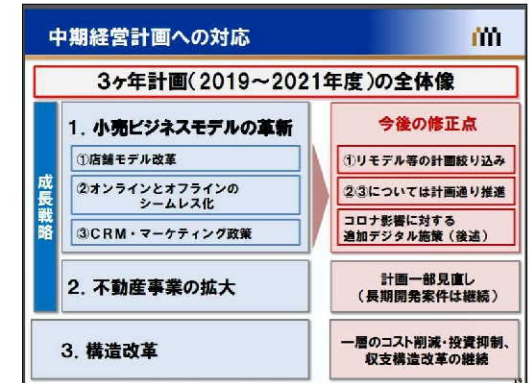 中期経営計画への対応
3ヶ年計画(2019～2021年度)の全体像
成長戦略
1. 小売ビジネスモデルの革新
①店舗モデル改革
②オンラインとオフラインの
シームレス化
③CRM・マーケティング政策
今後の修正点
①リモデル等の計画絞り込み
②③については計画通り推進
コロナ影響に対する
追加デジタル施策(後述)
2. 不動産事業の拡大
計画一部見直し
(長期開発案件は継続)
3. 構造改革
一層のコスト削減・投資抑制、
収支構造改革の継続